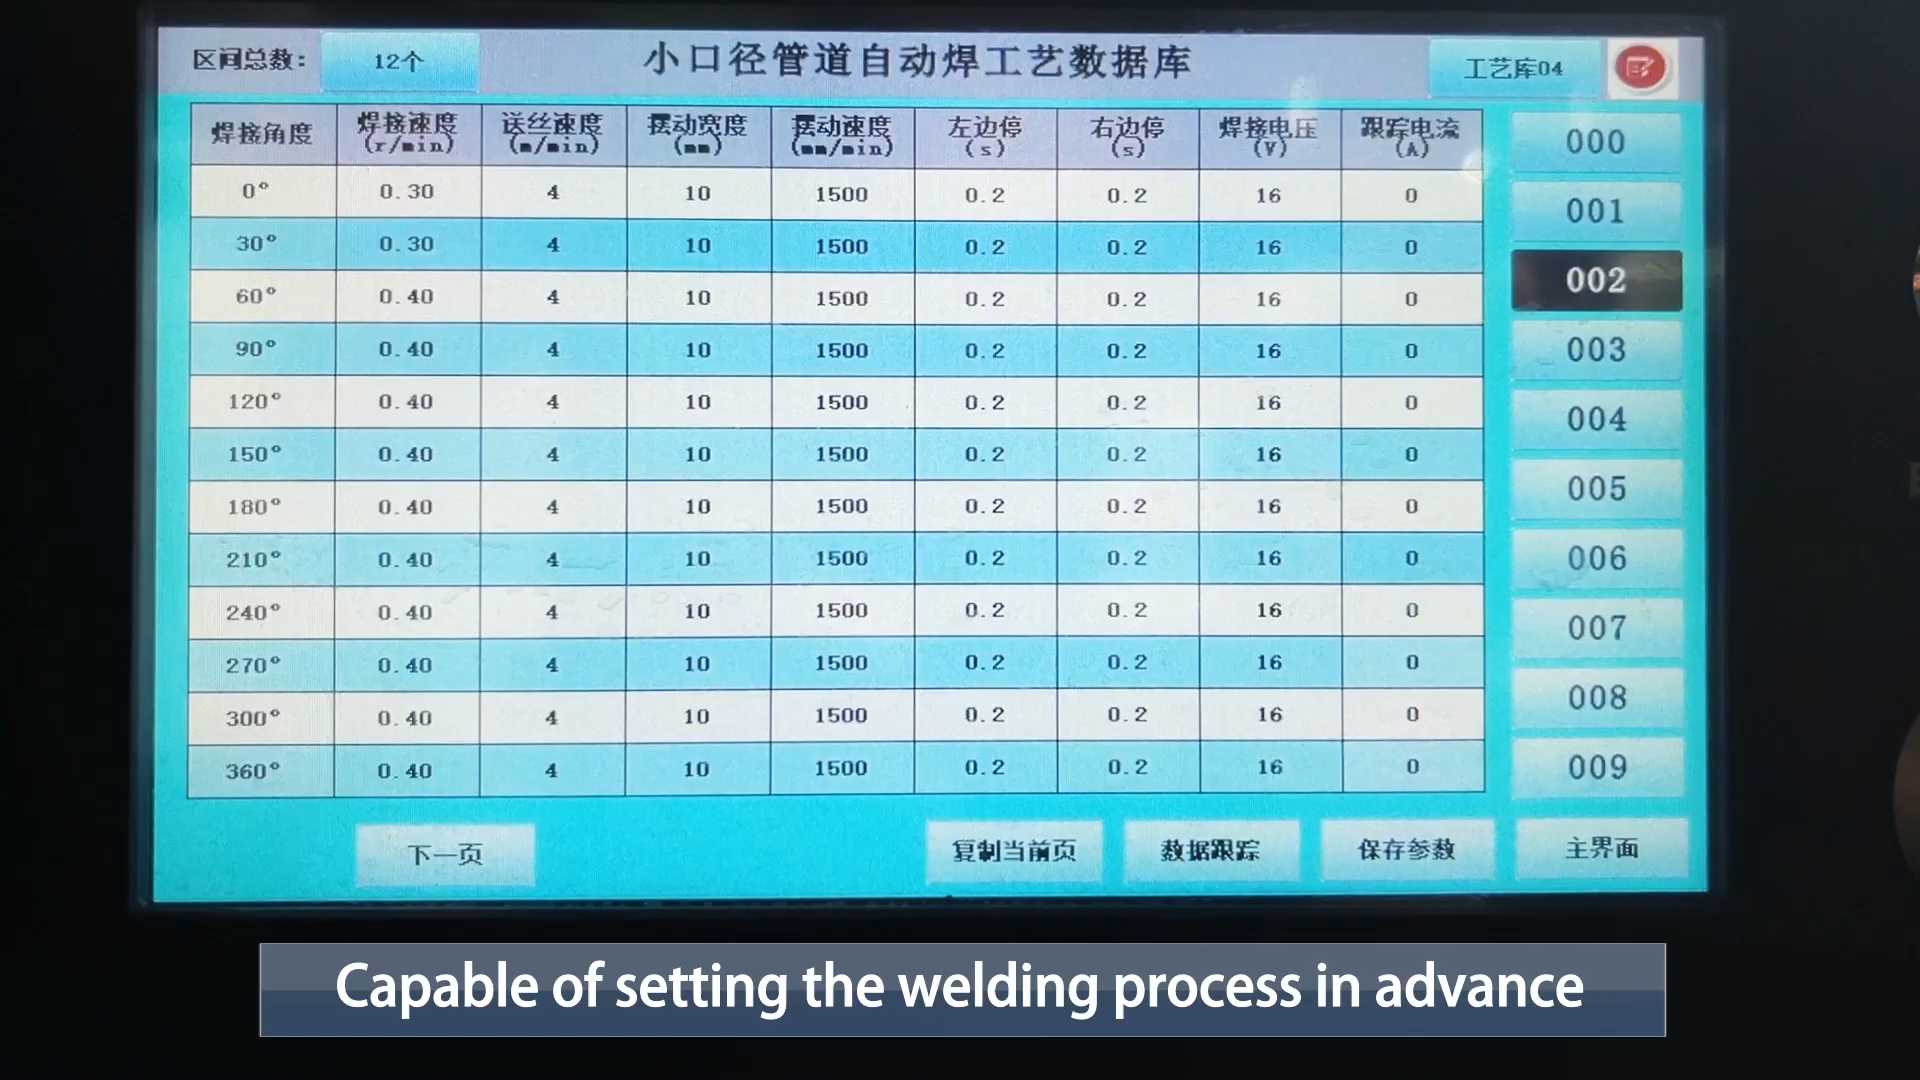 区间总数: 12个 小口径管道自动焊工艺数据库 工艺库04
焊接角度 焊接速度 (r/min) 送丝速度 (m/min) 摆动宽度 (mm) 摆动速度 (mm/min) 左边停 (s) 右边停 (s) 焊接电压 (V) 跟踪电流 (A)
0° 0.30 4 10 1500 0.2 0.2 16 0
30° 0.30 4 10 1500 0.2 0.2 16 0
60° 0.40 4 10 1500 0.2 0.2 16 0
90° 0.40 4 10 1500 0.2 0.2 16 0
120° 0.40 4 10 1500 0.2 0.2 16 0
150° 0.40 4 10 1500 0.2 0.2 16 0
180° 0.40 4 10 1500 0.2 0.2 16 0
210° 0.40 4 10 1500 0.2 0.2 16 0
240° 0.40 4 10 1500 0.2 0.2 16 0
270° 0.40 4 10 1500 0.2 0.2 16 0
300° 0.40 4 10 1500 0.2 0.2 16 0
360° 0.40 4 10 1500 0.2 0.2 16 0
000
001
002
003
004
005
006
007
008
009
下一页 复制当前页 数据跟踪 保存参数 主界面
Capable of setting the welding process in advance